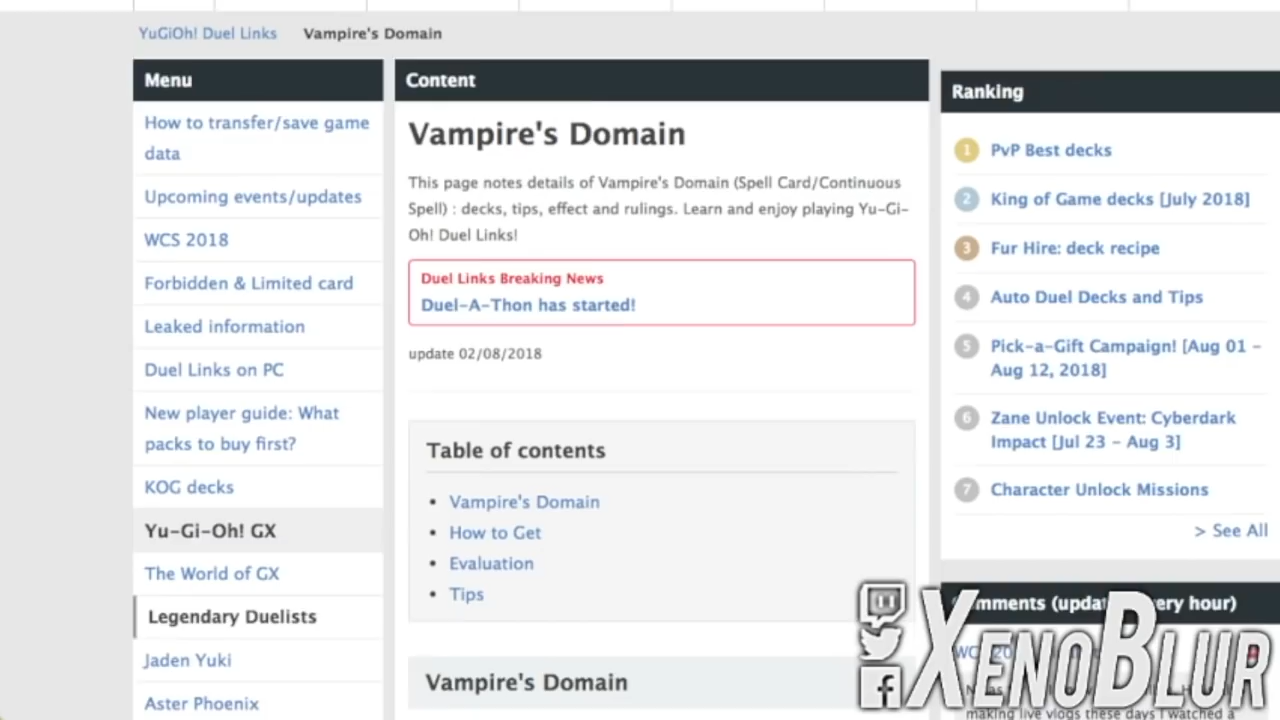 YuGiOh! Duel Links
Vampire's Domain
Menu
How to transfer/save game
data
Upcoming events/updates
WCS 2018
Forbidden & Limited card
Leaked information
Duel Links on PC
New player guide: What
packs to buy first?
KOG decks
Yu-Gi-Oh! GX
The World of GX
Legendary Duelists
Jaden Yuki
Aster Phoenix
Content
Vampire's Domain
This page notes details of Vampire's Domain (Spell Card/Continuous
Spell) : decks, tips, effect and rulings. Learn and enjoy playing Yu-Gi-
Oh! Duel Links!
Duel Links Breaking News
Duel-A-Thon has started!
update 02/08/2018
Table of contents
• Vampire's Domain
• How to Get
• Evaluation
• Tips
Vampire's Domain
Ranking
1 PvP Best decks
2 King of Game decks [July 2018]
3 Fur Hire: deck recipe
4 Auto Duel Decks and Tips
5 Pick-a-Gift Campaign! [Aug 01 -
Aug 12, 2018]
6 Zane Unlock Event: Cyberdark
Impact [Jul 23 - Aug 3]
7 Character Unlock Missions
> See All
hour)
XENOBLUR
making live vlogs these days I watched a